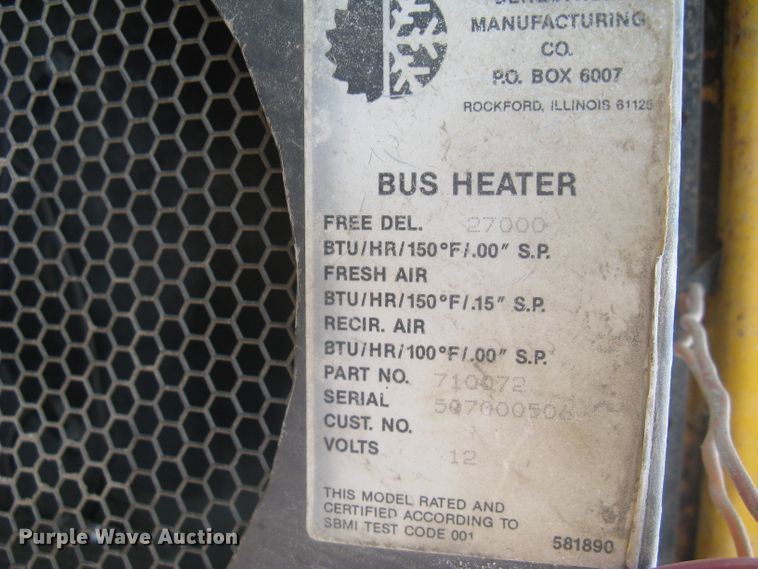 MANUFACTURING
CO.
P.O. BOX 6007
ROCKFORD, ILLINOIS 61125
BUS HEATER
FREE DEL. 27000
BTU/HR/150°F/.00" S.P.
FRESH AIR
BTU/HR/150°F/.15" S.P.
RECIR. AIR
BTU/HR/100°F/.00" S.P.
PART NO. 710072
SERIAL
CUST. NO.
VOLTS 12
THIS MODEL RATED AND
CERTIFIED ACCORDING TO
SBMI TEST CODE 001
581890
Purple Wave Auction